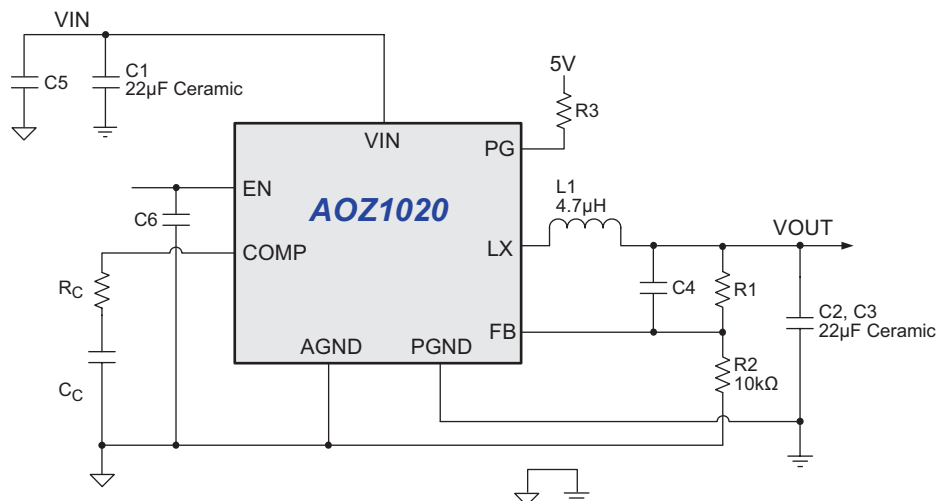 VIN
C5
C1
22µF Ceramic
5V
R3
VIN
PG
EN
AOZ1020
L1
4.7µH
C6
VOUT
COMP
LX
RC
C4
R1
C2, C3
22µF Ceramic
FB
AGND
PGND
R2
10kΩ
CC